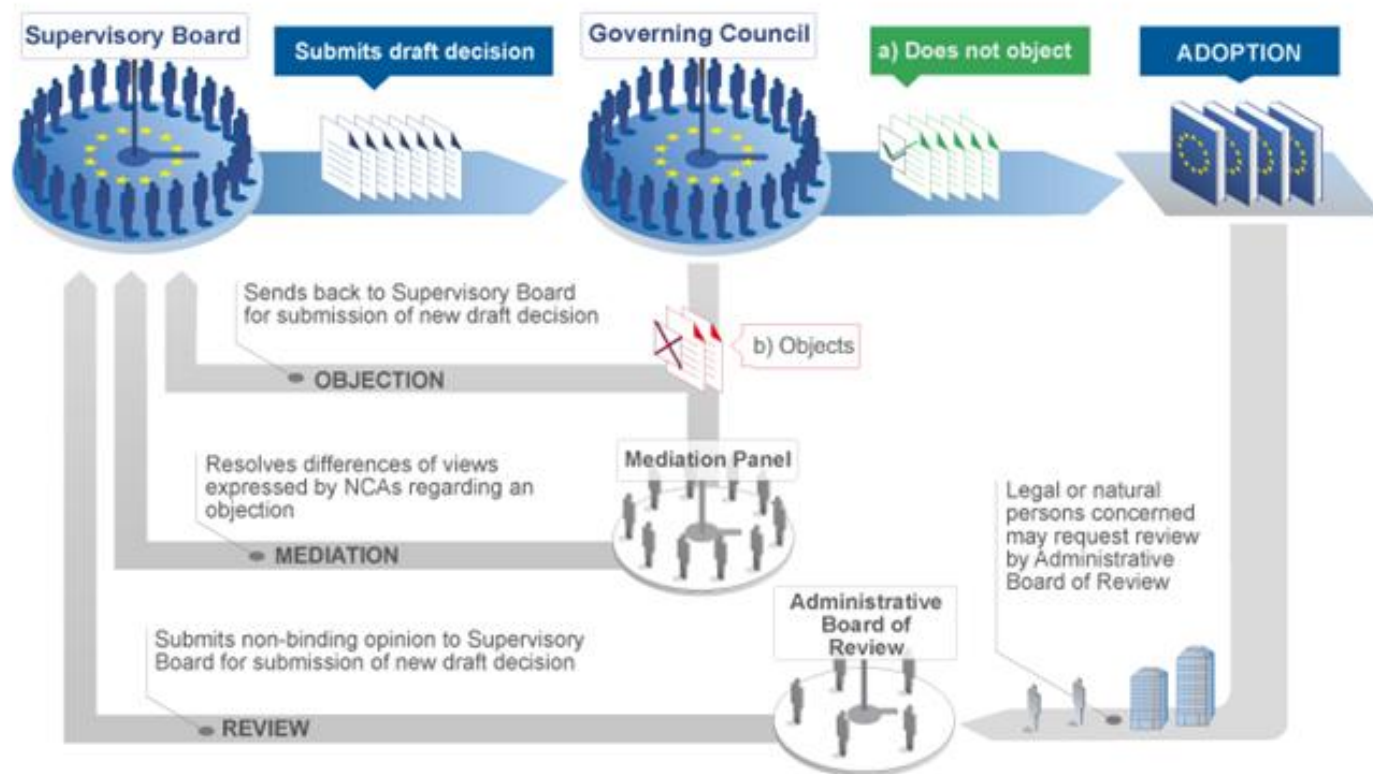 Supervisory Board
Submits draft decision
Governing Council
a) Does not object
ADOPTION
Sends back to Supervisory Board
for submission of new draft decision
b) Objects
OBJECTION
Mediation Panel
Resolves differences of views
expressed by NCAs regarding an
objection
MEDIATION
Legal or natural
persons concerned
may request review
by Administrative
Board of Review
Administrative
Board of
Review
Submits non-binding opinion to Supervisory
Board for submission of new draft decision
REVIEW